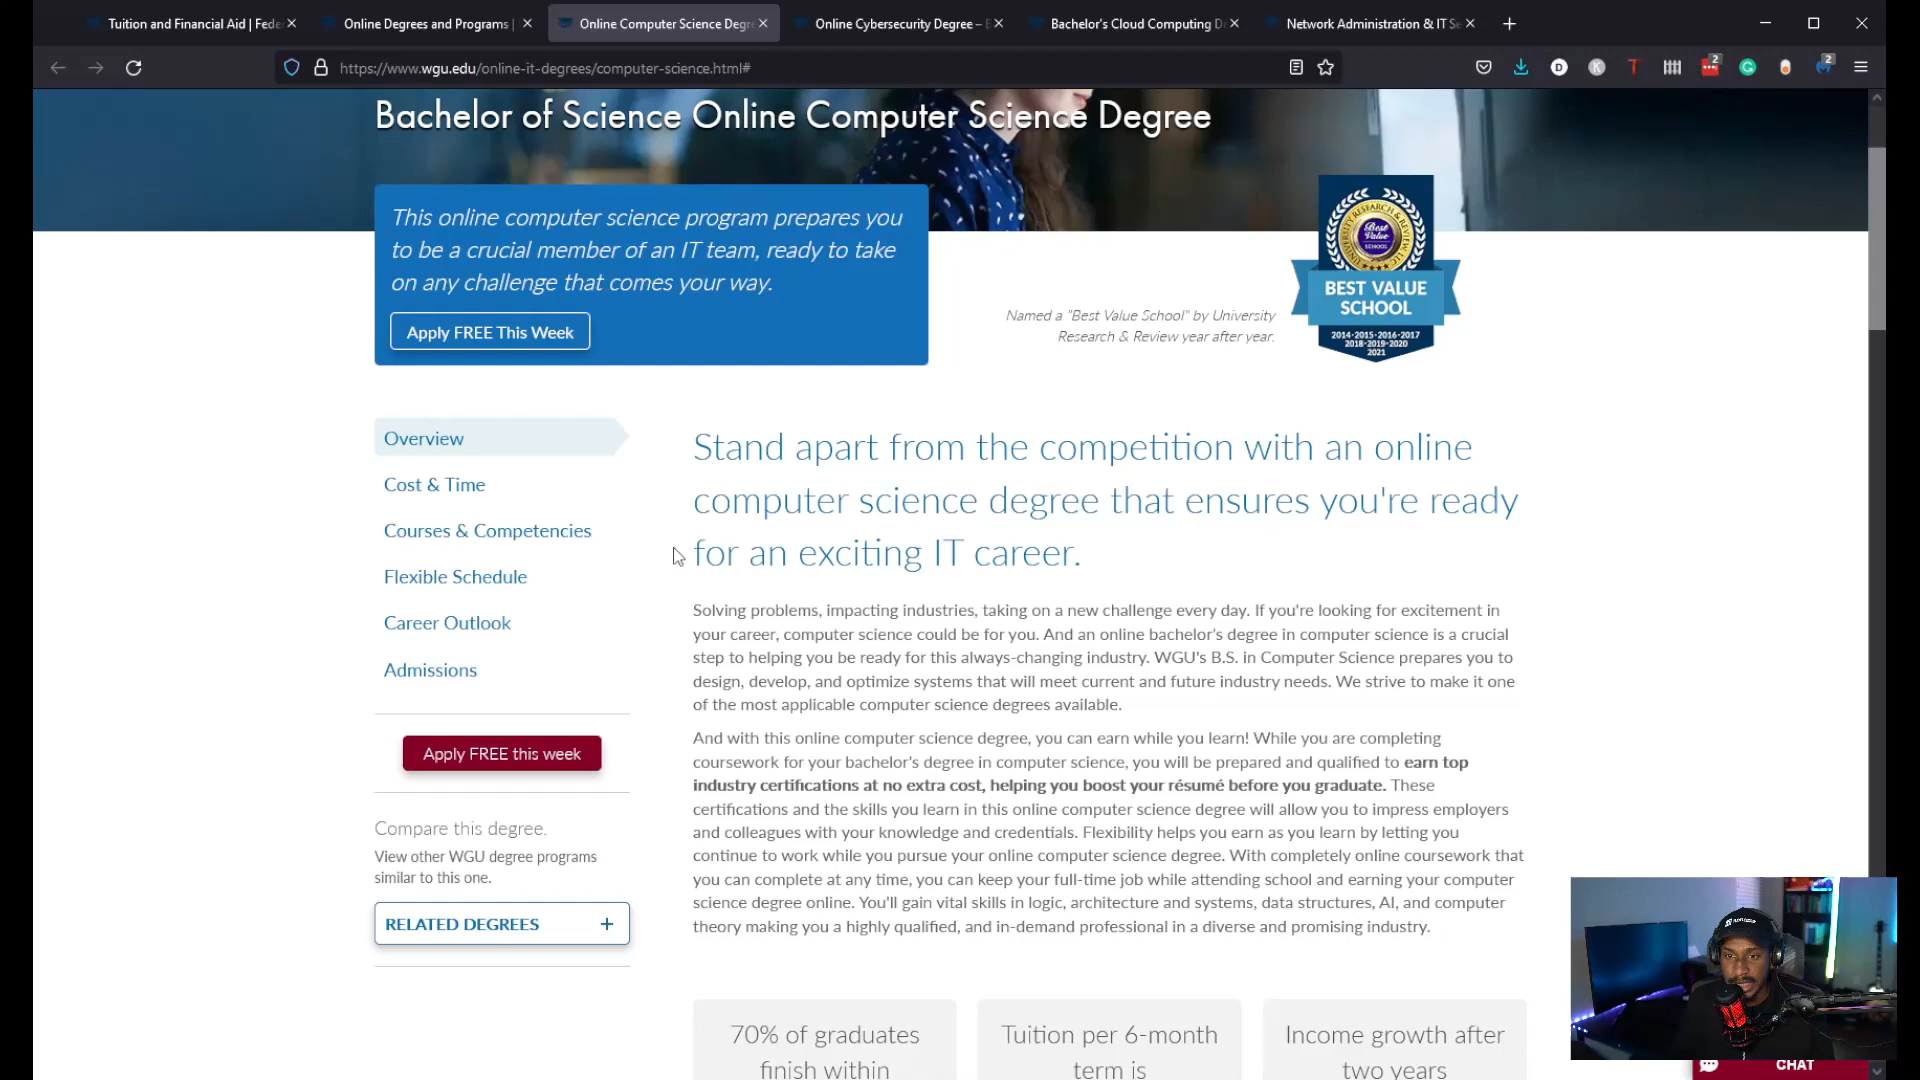 Tuition and Financial Aid | Fede
Online Degrees and Programs |
Online Computer Science Degr
Online Cybersecurity Degree – B
Bachelor's Cloud Computing D
Network Administration & IT Se
https://www.wgu.edu/online-it-degrees/computer-science.html#
2
2
Bachelor of Science Online Computer Science Degree
This online computer science program prepares you
to be a crucial member of an IT team, ready to take
on any challenge that comes your way.
Apply FREE This Week
Named a "Best Value School" by University
Research & Review year after year.
UNIVERSITY RESEARCH & REVIEW, LLC
Best Value
SCHOOL
BEST VALUE
SCHOOL
2014•2015•2016•2017
2018•2019•2020
2021
Overview
Cost & Time
Courses & Competencies
Flexible Schedule
Career Outlook
Admissions
Apply FREE this week
Compare this degree.
View other WGU degree programs
similar to this one.
RELATED DEGREES +
Stand apart from the competition with an online
computer science degree that ensures you're ready
for an exciting IT career.
Solving problems, impacting industries, taking on a new challenge every day. If you're looking for excitement in
your career, computer science could be for you. And an online bachelor's degree in computer science is a crucial
step to helping you be ready for this always-changing industry. WGU's B.S. in Computer Science prepares you to
design, develop, and optimize systems that will meet current and future industry needs. We strive to make it one
of the most applicable computer science degrees available.
And with this online computer science degree, you can earn while you learn! While you are completing
coursework for your bachelor's degree in computer science, you will be prepared and qualified to earn top
industry certifications at no extra cost, helping you boost your résumé before you graduate. These
certifications and the skills you learn in this online computer science degree will allow you to impress employers
and colleagues with your knowledge and credentials. Flexibility helps you earn as you learn by letting you
continue to work while you pursue your online computer science degree. With completely online coursework that
you can complete at any time, you can keep your full-time job while attending school and earning your computer
science degree online. You'll gain vital skills in logic, architecture and systems, data structures, AI, and computer
theory making you a highly qualified, and in-demand professional in a diverse and promising industry.
70% of graduates
finish within
Tuition per 6-month
term is
Income growth after
two years
CHAT